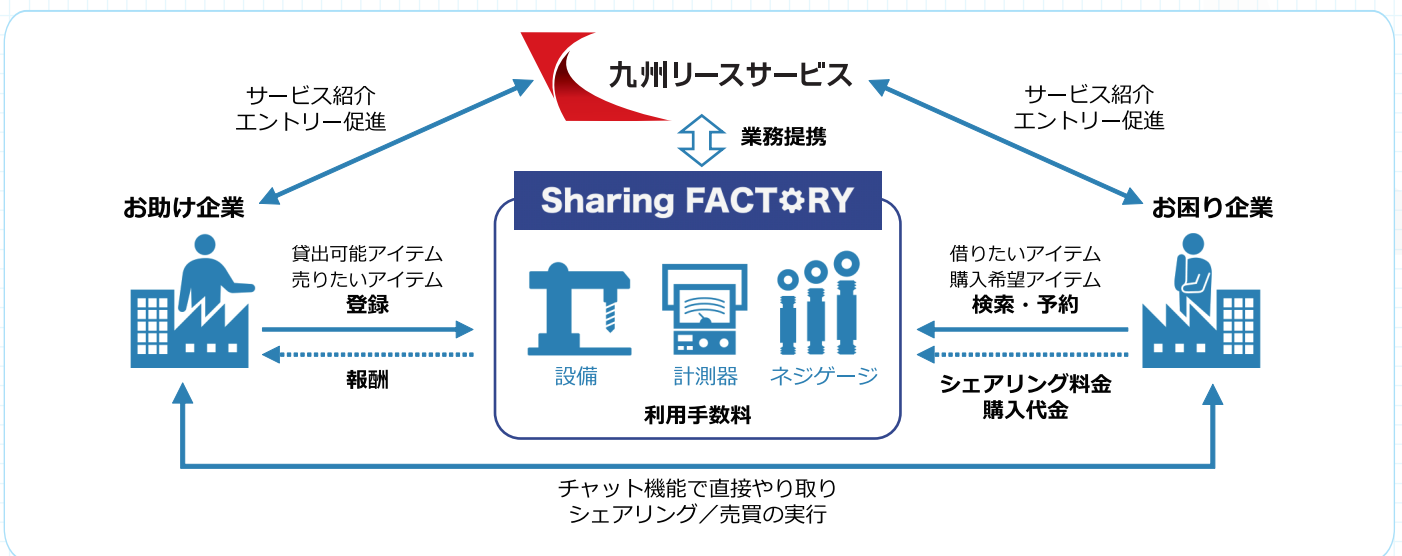 九州リースサービス
サービス紹介
エントリー促進
サービス紹介
エントリー促進
業務提携
Sharing FACTORY
お助け企業
お困り企業
貸出可能アイテム
売りたいアイテム
登録
報酬
設備
計測器
ネジゲージ
利用手数料
借りたいアイテム
購入希望アイテム
検索・予約
シェアリング料金
購入代金
チャット機能で直接やり取り
シェアリング／売買の実行